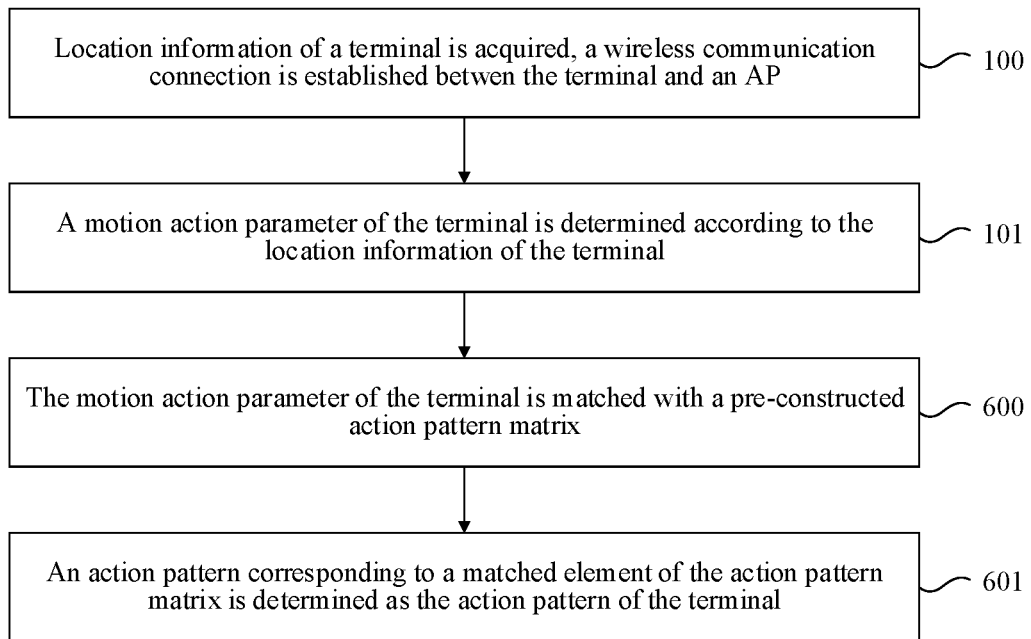 Location information of a terminal is acquired, a wireless communication
connection is established betwen the terminal and an AP
100
A motion action parameter of the terminal is determined according to the
location information of the terminal
101
The motion action parameter of the terminal is matched with a pre-constructed
action pattern matrix
600
An action pattern corresponding to a matched element of the action pattern
matrix is determined as the action pattern of the terminal
601